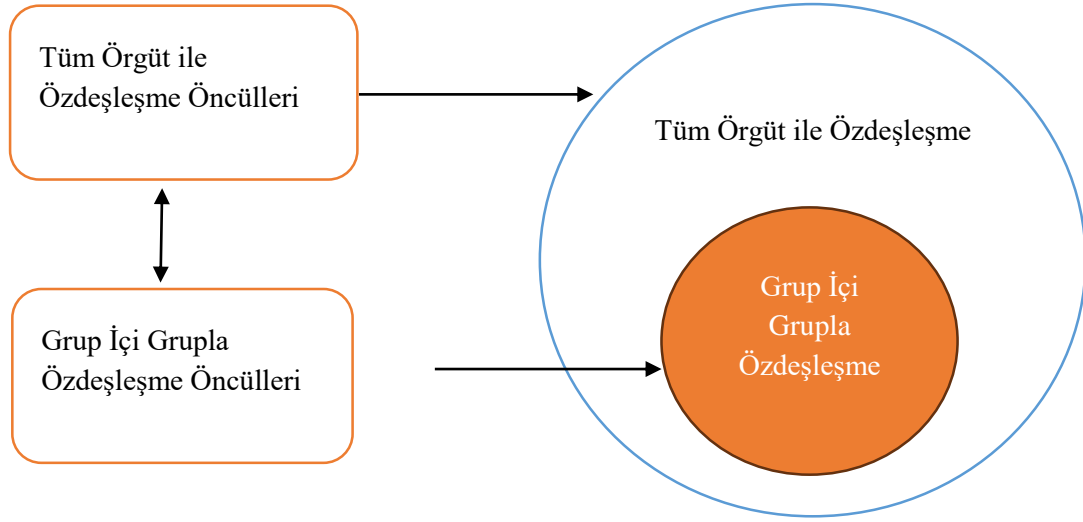 Tüm Örgüt ile
Özdeşleşme Öncülleri
Tüm Örgüt ile Özdeşleşme
Grup İçi Grupla
Özdeşleşme Öncülleri
Grup İçi
Grupla
Özdeşleşme